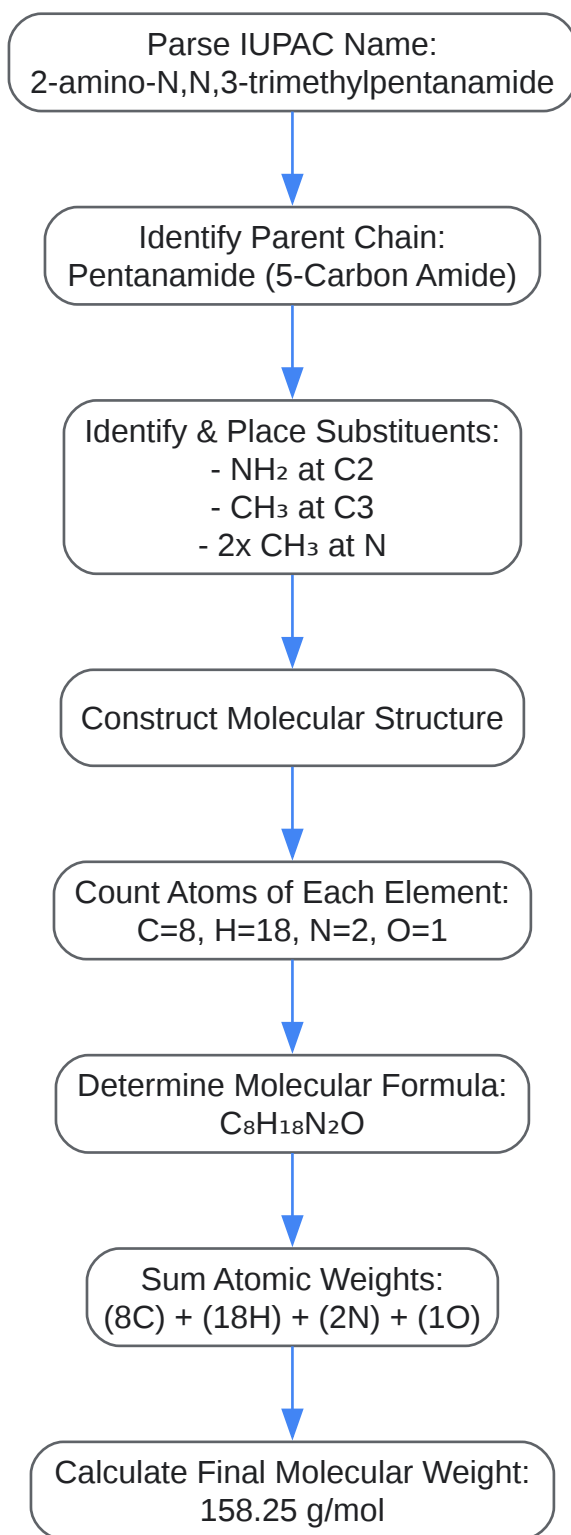 Parse IUPAC Name:
2-amino-N,N,3-trimethylpentanamide
Identify Parent Chain:
Pentanamide (5-Carbon Amide)
Identify & Place Substituents:
- NH₂ at C2
- CH₃ at C3
- 2x CH₃ at N
Construct Molecular Structure
Count Atoms of Each Element:
C=8, H=18, N=2, O=1
Determine Molecular Formula:
C₈H₁₈N₂O
Sum Atomic Weights:
(8C) + (18H) + (2N) + (1O)
Calculate Final Molecular Weight:
158.25 g/mol